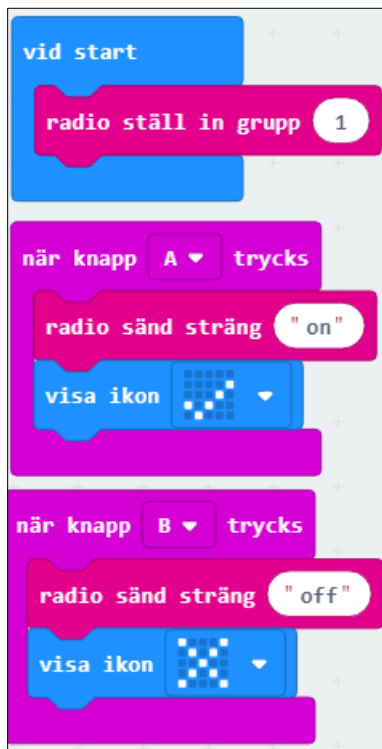 vid start
radio ställ in grupp 1
när knapp A trycks
radio sänd sträng "on"
visa ikon
när knapp B trycks
radio sänd sträng "off"
visa ikon